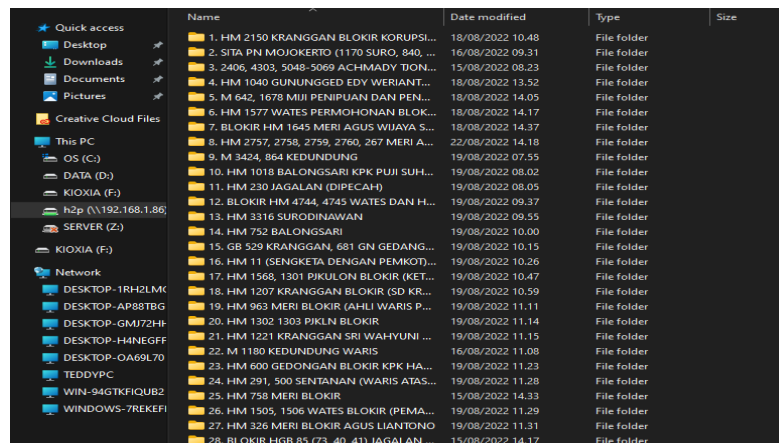 Name Date modified Type Size
Quick access
Desktop
Downloads
Documents
Pictures
Creative Cloud Files
This PC
OS (C:)
DATA (D:)
KIOXIA (F:)
h2p (\\192.168.1.86)
SERVER (Z:)
KIOXIA (F:)
Network
DESKTOP-1RH2LM
DESKTOP-AP88TBG
DESKTOP-GMJ72H
DESKTOP-H4NEGFF
DESKTOP-OA69L70
TEDDYPC
WIN-94GTKFIQUB2
WINDOWS-7REKEF
1. HM 2150 KRANGGAN BLOKIR KORUPSI... 18/08/2022 10.48 File folder
2. SITA PN MOJOKERTO (1170 SURO, 840, ... 16/08/2022 09.31 File folder
3. 2406, 4303, 5048-5069 ACHMADY TJON... 15/08/2022 08.23 File folder
4. HM 1040 GUNUNGGED EDY WERIANT... 18/08/2022 13.52 File folder
5. M 642, 1678 MIJI PENIPUAN DAN PEN... 18/08/2022 14.05 File folder
6. HM 1577 WATES PERMOHONAN BLOK... 18/08/2022 14.17 File folder
7. BLOKIR HM 1645 MERI AGUS WIJAYA S... 18/08/2022 14.37 File folder
8. HM 2757, 2758, 2759, 2760, 267 MERI A... 22/08/2022 14.18 File folder
9. M 3424, 864 KEDUNDUNG 19/08/2022 07.55 File folder
10. HM 1018 BALONGSARI KPK PUJI SUH... 19/08/2022 08.02 File folder
11. HM 230 JAGALAN (DIPECAH) 19/08/2022 08.05 File folder
12. BLOKIR HM 4744, 4745 WATES DAN H... 19/08/2022 09.37 File folder
13. HM 3316 SURODINAWAN 19/08/2022 09.55 File folder
14. HM 752 BALONGSARI 19/08/2022 10.00 File folder
15. GB 529 KRANGGAN, 681 GN GEDANG... 19/08/2022 10.15 File folder
16. HM 11 (SENGKETA DENGAN PEMKOT)... 19/08/2022 10.26 File folder
17. HM 1568, 1301 PJKULON BLOKIR (KET... 19/08/2022 10.47 File folder
18. HM 1207 KRANGGAN BLOKIR (SD KR... 19/08/2022 10.59 File folder
19. HM 963 MERI BLOKIR (AHLI WARIS P... 19/08/2022 11.11 File folder
20. HM 1302 1303 PJKLN BLOKIR 19/08/2022 11.14 File folder
21. HM 1221 KRANGGAN SRI WAHYUNI ... 19/08/2022 11.15 File folder
22. M 1180 KEDUNDUNG WARIS 16/08/2022 11.08 File folder
23. HM 600 GEDONGAN BLOKIR KPK HA... 19/08/2022 11.23 File folder
24. HM 291, 500 SENTANAN (WARIS ATAS... 19/08/2022 11.28 File folder
25. HM 758 MERI BLOKIR 15/08/2022 14.33 File folder
26. HM 1505, 1506 WATES BLOKIR (PEMA... 19/08/2022 11.29 File folder
27. HM 326 MERI BLOKIR AGUS LIANTONO 19/08/2022 11.31 File folder
28. BLOKIR HGB 85 (73, 40, 41) JAGALAN ... 15/08/2022 14.17 File folder